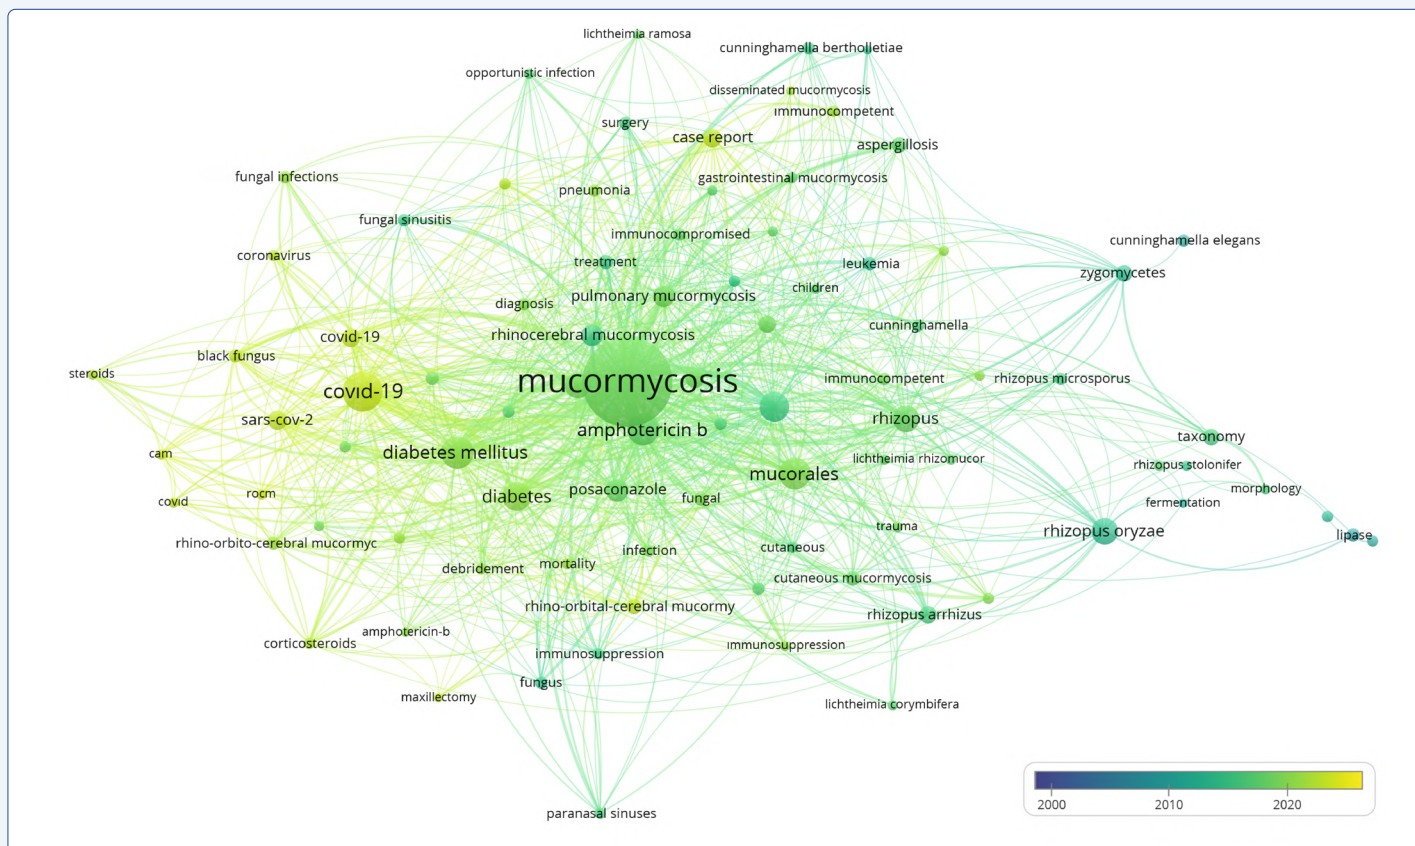 lichtheimia ramosa
cunninghamella bertholletiae
opportunistic infection
disseminated mucormycosis
immunocompetent
surgery
case report
aspergillosis
fungal infections
gastrointestinal mucormycosis
pneumonia
fungal sinusitis
immunocompromised
cunninghamella elegans
coronavirus
treatment
leukemia
zygomycetes
children
pulmonary mucormycosis
diagnosis
cunninghamella
covid-19
rhinocerebral mucormycosis
black fungus
steroids
mucormycosis
immunocompetent
rhizopus microsporus
covid-19
sars-cov-2
rhizopus
amphotericin b
taxonomy
cam
diabetes mellitus
lichtheimia
rhizomucor
rhizopus stolonifer
mucorales
morphology
covid
rocm
diabetes
posaconazole
fungal
fermentation
trauma
rhizopus oryzae
lipase
rhino-orbito-cerebral mucormyc
infection
cutaneous
debridement
mortality
cutaneous mucormycosis
rhino-orbital-cerebral mucormy
rhizopus arrhizus
amphotericin-b
corticosteroids
immunosuppression
immunosuppression
fungus
maxillectomy
lichtheimia corymbifera
paranasal sinuses
2000
2010
2020